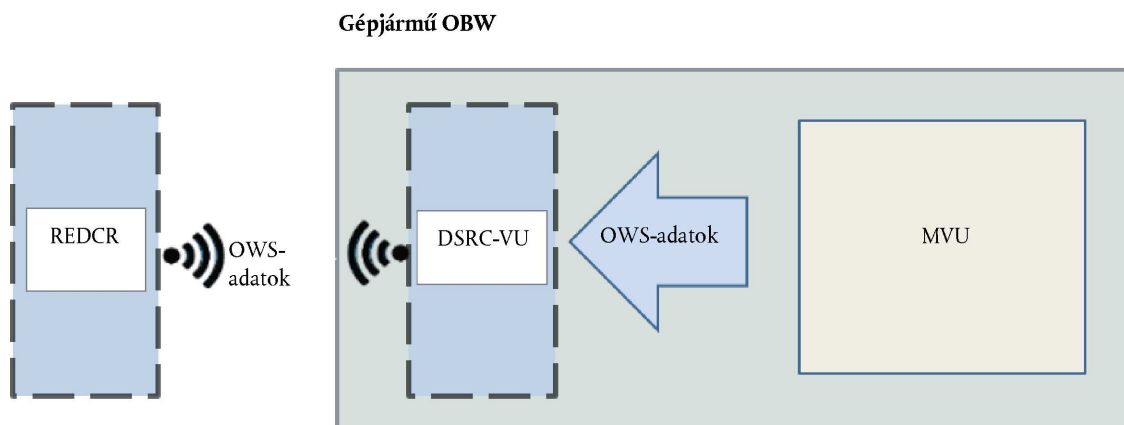 Gépjármű OBW
REDCR
OWS-
adatok
DSRC-VU
OWS-adatok
MVU